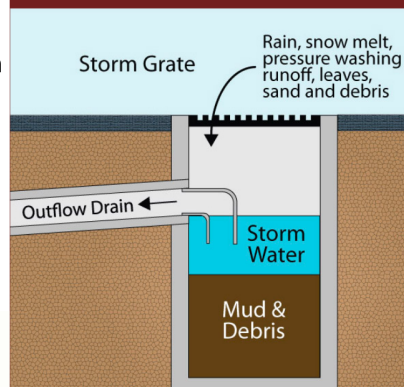 Storm Grate
Rain, snow melt,
pressure washing
runoff, leaves,
sand and debris
Outflow Drain
Storm
Water
Mud &
Debris